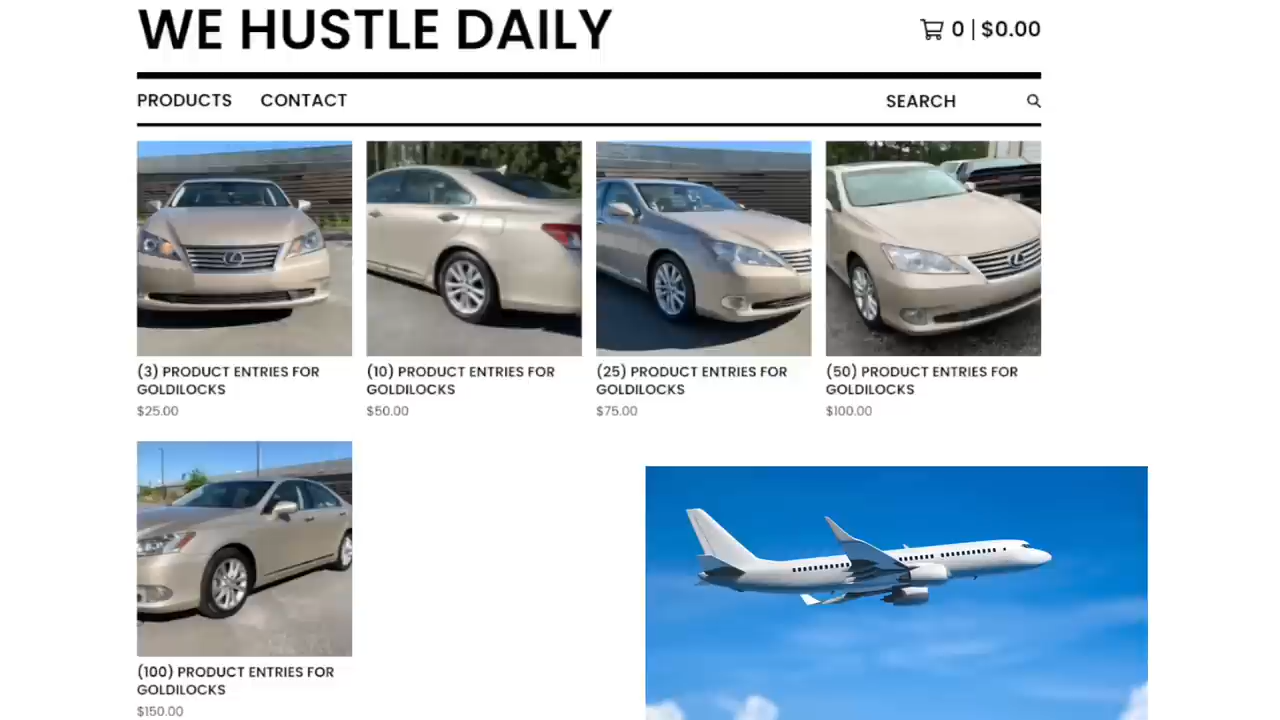 WE HUSTLE DAILY
0 | $0.00
PRODUCTS CONTACT
SEARCH
(3) PRODUCT ENTRIES FOR
GOLDILOCKS
$25.00
(10) PRODUCT ENTRIES FOR
GOLDILOCKS
$50.00
(25) PRODUCT ENTRIES FOR
GOLDILOCKS
$75.00
(50) PRODUCT ENTRIES FOR
GOLDILOCKS
$100.00
(100) PRODUCT ENTRIES FOR
GOLDILOCKS
$150.00